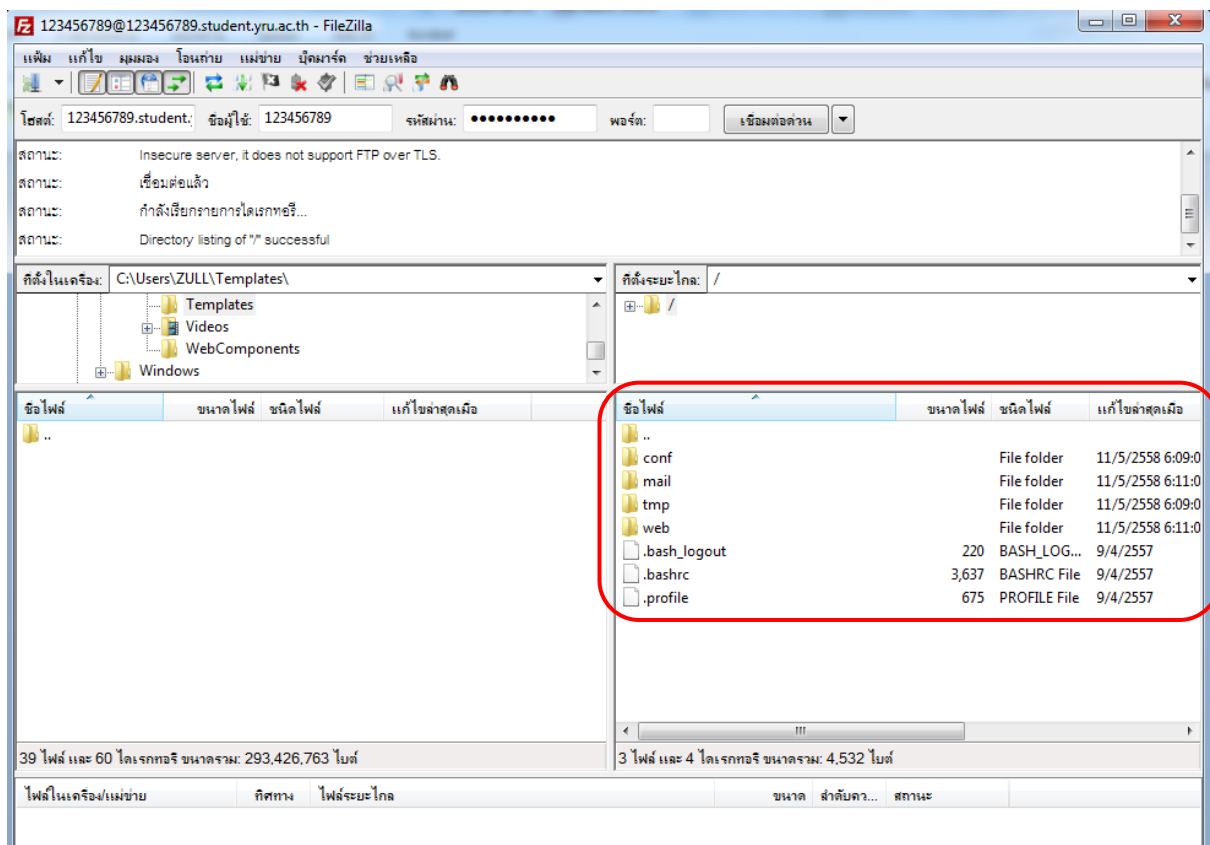 123456789@123456789.student.yru.ac.th - FileZilla
แฟ้ม แก้ไข มุมมอง โอนถ่าย แม่ข่าย บุ๊คมาร์ค ช่วยเหลือ
โฮสต์: 123456789.student. ชื่อผู้ใช้: 123456789 รหัสผ่าน: ●●●●●●●●●● พอร์ต: เชื่อมต่อด่วน
สถานะ: Insecure server, it does not support FTP over TLS.
สถานะ: เชื่อมต่อแล้ว
สถานะ: กำลังเรียกรายการไดเรกทอรี...
สถานะ: Directory listing of "/" successful
ที่ตั้งในเครื่อง: C:\Users\ZULL\Templates\
Templates
Videos
WebComponents
Windows
ที่ตั้งระยะไกล: /
/
ชื่อไฟล์ ขนาดไฟล์ ชนิดไฟล์ แก้ไขล่าสุดเมื่อ
..
39 ไฟล์ และ 60 ไดเรกทอรี ขนาดรวม: 293,426,763 ไบต์
ชื่อไฟล์ ขนาดไฟล์ ชนิดไฟล์ แก้ไขล่าสุดเมื่อ
..
conf File folder 11/5/2558 6:09:0
mail File folder 11/5/2558 6:11:0
tmp File folder 11/5/2558 6:09:0
web File folder 11/5/2558 6:11:0
.bash_logout 220 BASH_LOG... 9/4/2557
.bashrc 3,637 BASHRC File 9/4/2557
.profile 675 PROFILE File 9/4/2557
3 ไฟล์ และ 4 ไดเรกทอรี ขนาดรวม: 4,532 ไบต์
ไฟล์ในเครื่อง/แม่ข่าย ทิศทาง ไฟล์ระยะไกล ขนาด ลำดับคว... สถานะ